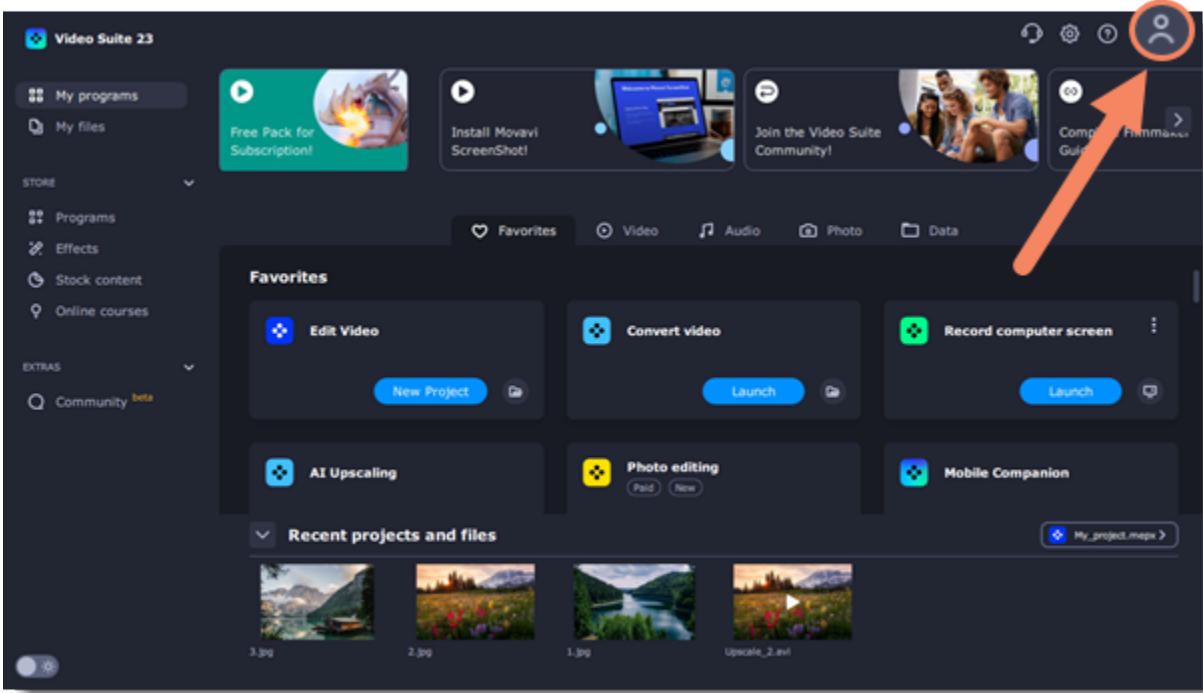 Video Suite 23
My programs
My files
STORE
Programs
Effects
Stock content
Online courses
EXTRAS
Community beta
Free Pack for
Subscription!
Install Movavi
ScreenShot!
Join the Video Suite
Community!
Favorites
Video
Audio
Photo
Data
Favorites
Edit Video
New Project
Convert video
Launch
Record computer screen
Launch
AI Upscaling
Photo editing
Paid
New
Mobile Companion
Recent projects and files
My_project.mepx
3.jpg
2.jpg
1.jpg
Upscale_2.avi